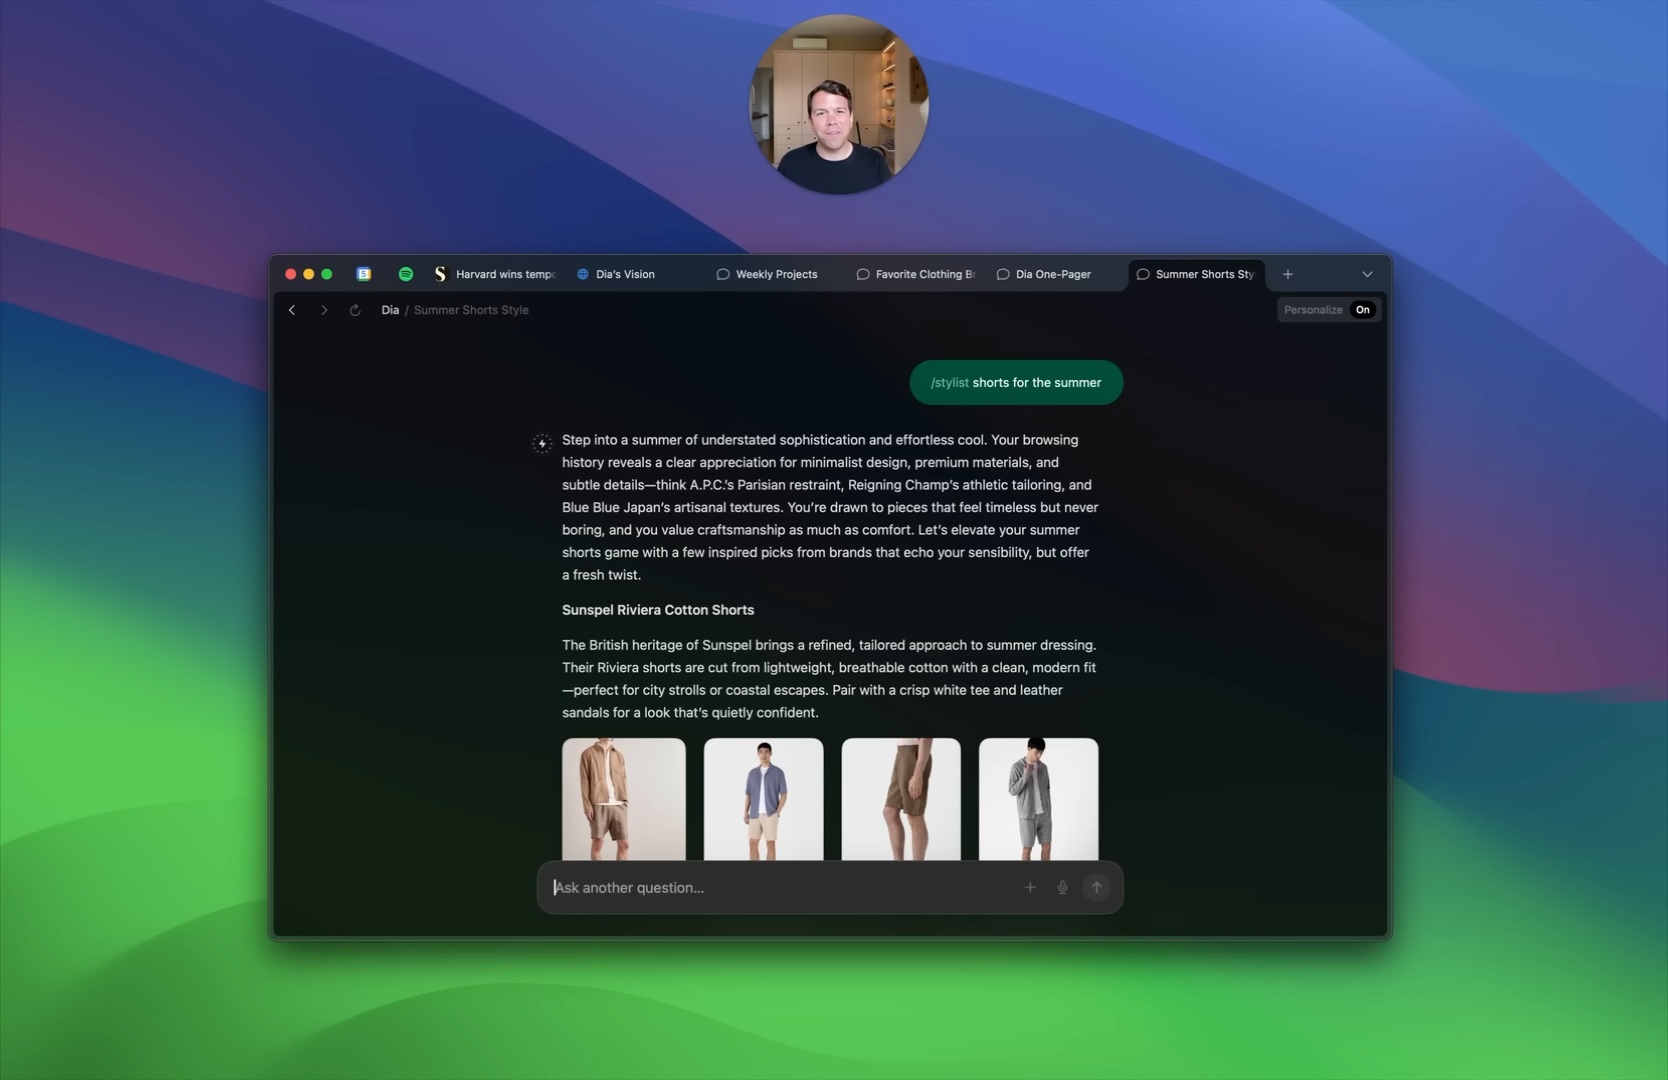 Harvard wins tempo
Dia's Vision
Weekly Projects
Favorite Clothing Br
Dia One-Pager
Summer Shorts Sty
Dia / Summer Shorts Style
Personalize On
/stylist shorts for the summer
Step into a summer of understated sophistication and effortless cool. Your browsing
history reveals a clear appreciation for minimalist design, premium materials, and
subtle details—think A.P.C.'s Parisian restraint, Reigning Champ's athletic tailoring, and
Blue Blue Japan's artisanal textures. You're drawn to pieces that feel timeless but never
boring, and you value craftsmanship as much as comfort. Let's elevate your summer
shorts game with a few inspired picks from brands that echo your sensibility, but offer
a fresh twist.
Sunspel Riviera Cotton Shorts
The British heritage of Sunspel brings a refined, tailored approach to summer dressing.
Their Riviera shorts are cut from lightweight, breathable cotton with a clean, modern fit
—perfect for city strolls or coastal escapes. Pair with a crisp white tee and leather
sandals for a look that's quietly confident.
Ask another question...